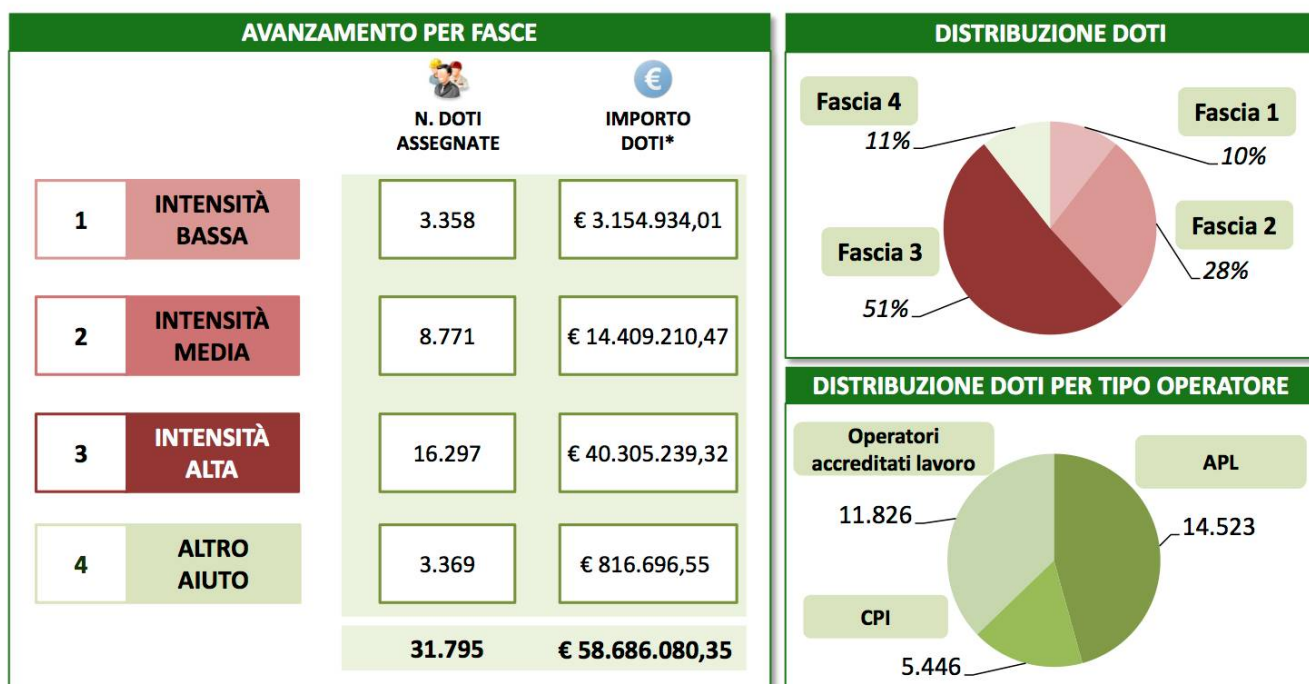 AVANZAMENTO PER FASCE
N. DOTI
ASSEGNATE
IMPORTO
DOTI*
1
INTENSITÀ
BASSA
3.358
€ 3.154.934,01
2
INTENSITÀ
MEDIA
8.771
€ 14.409.210,47
3
INTENSITÀ
ALTA
16.297
€ 40.305.239,32
4
ALTRO
AIUTO
3.369
€ 816.696,55
31.795
€ 58.686.080,35
DISTRIBUZIONE DOTI
Fascia 4
11%
Fascia 1
10%
Fascia 3
51%
Fascia 2
28%
DISTRIBUZIONE DOTI PER TIPO OPERATORE
Operatori
accreditati lavoro
11.826
APL
14.523
CPI
5.446